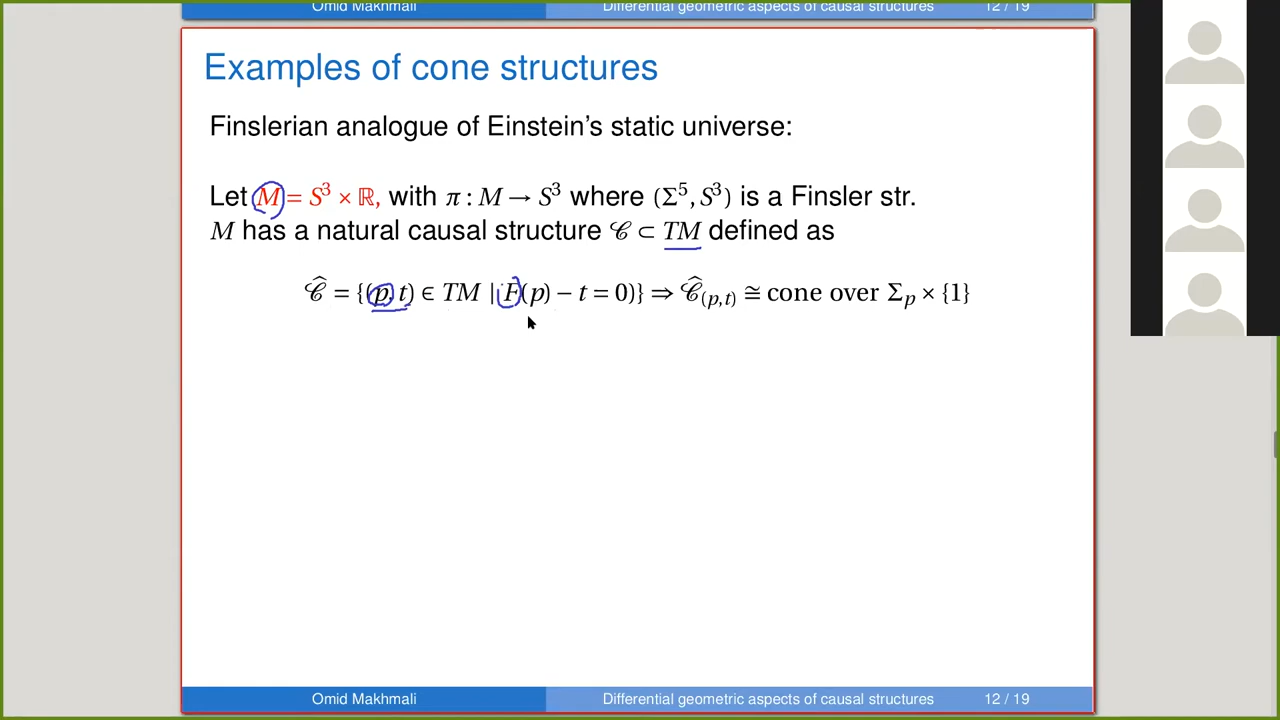 Omid Makhmali Differential geometric aspects of causal structures 12 / 19
Examples of cone structures
Finslerian analogue of Einstein's static universe:
Let M = S³ × ℝ, with π : M → S³ where (Σ⁵, S³) is a Finsler str.
M has a natural causal structure 𝒞 ⊂ TM defined as
𝒞̂ = {(p, t) ∈ TM | F(p) − t = 0)} ⇒ 𝒞̂₍p,t₎ ≅ cone over Σₚ × {1}
Omid Makhmali Differential geometric aspects of causal structures 12 / 19